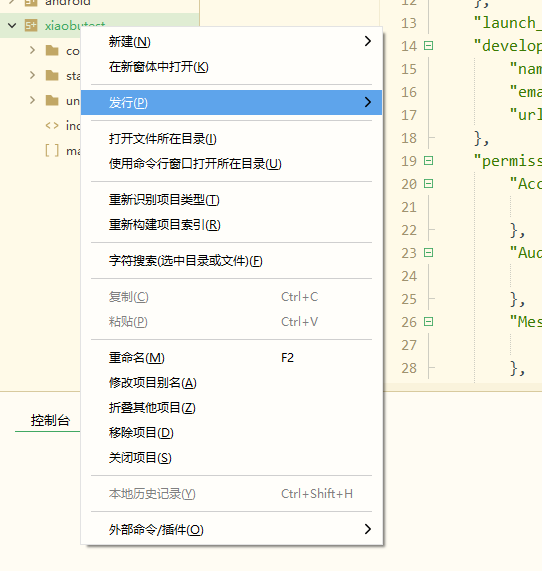 android
xiaobutest
co
sta
un
ind
ma
新建(N)
在新窗体中打开(K)
发行(P)
打开文件所在目录(I)
使用命令行窗口打开所在目录(U)
重新识别项目类型(T)
重新构建项目索引(R)
字符搜索(选中目录或文件)(F)
复制(C) Ctrl+C
粘贴(P) Ctrl+V
重命名(M) F2
修改项目别名(A)
折叠其他项目(Z)
移除项目(D)
关闭项目(S)
本地历史记录(Y) Ctrl+Shift+H
外部命令/插件(O)
12 },
13 "launch_
14 "develop
15 "nam
16 "ema
17 "url
18 },
19 "permiss
20 "Acc
21
22 },
23 "Aud
24
25 },
26 "Mes
27
28 },
控制台